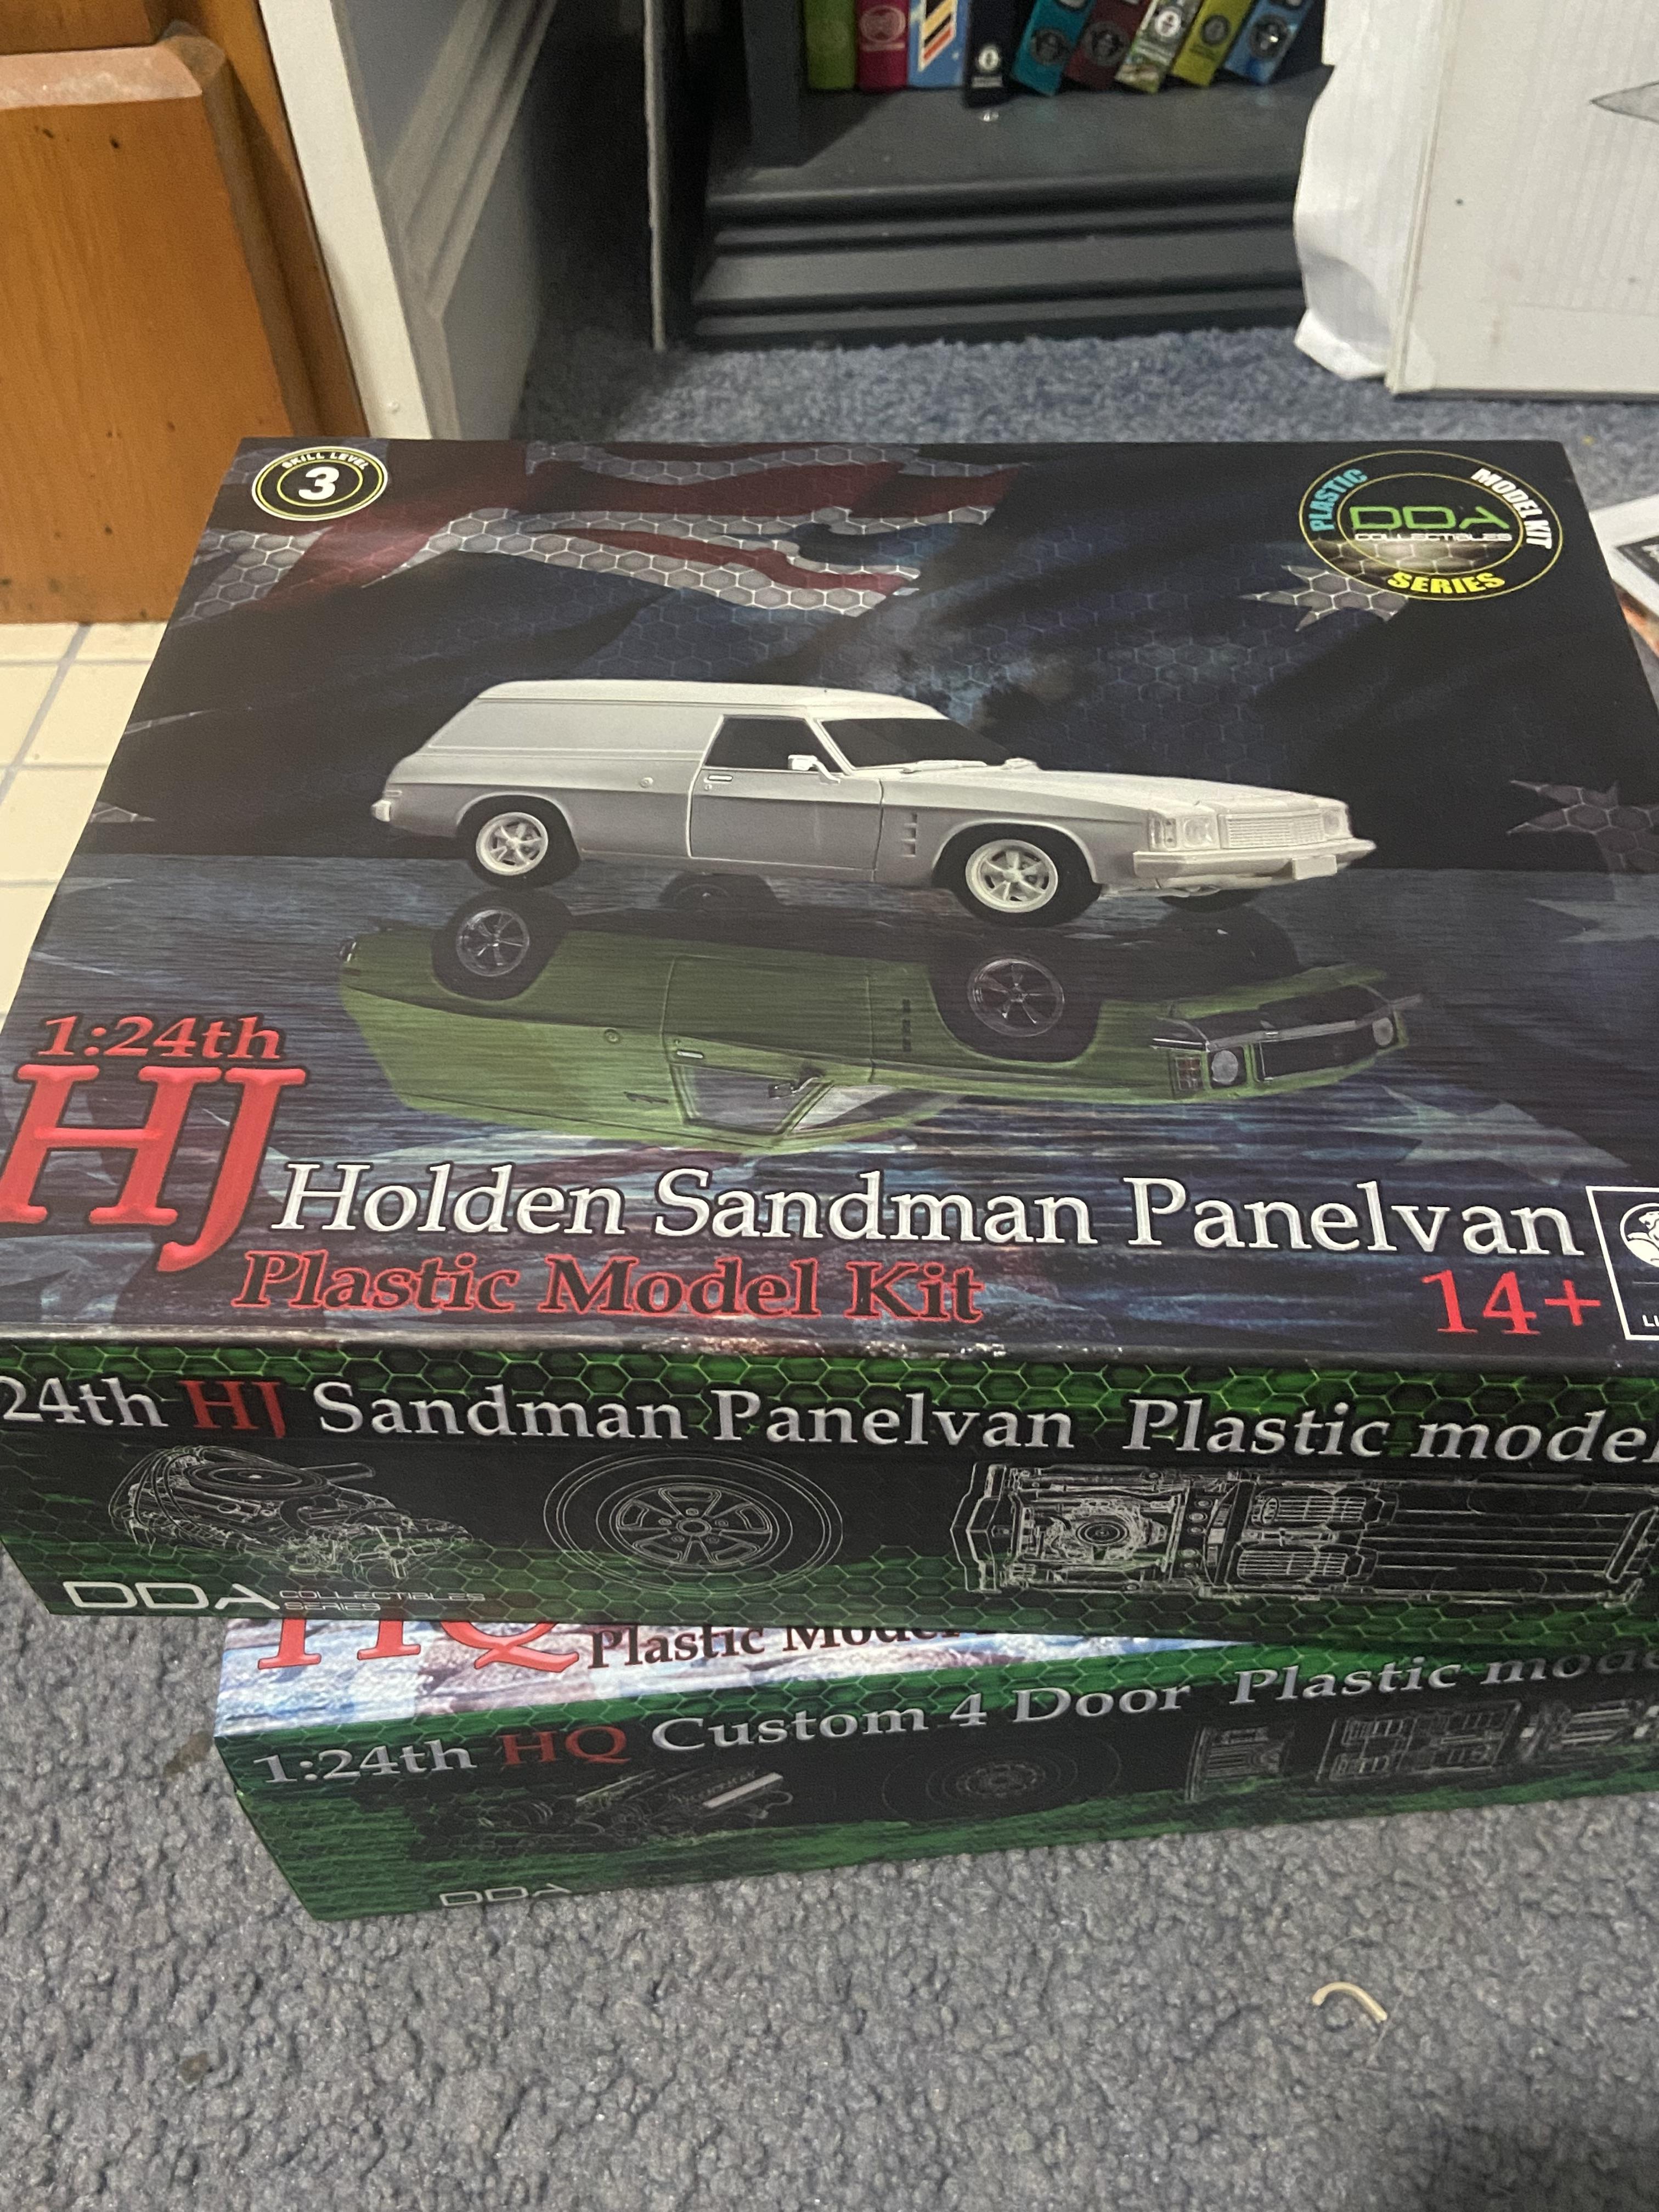 SKILL LEVEL
3
PLASTIC MODEL KIT
DDA
COLLECTIBLES
SERIES
1:24th
HJ Holden Sandman Panelvan
Plastic Model Kit
14+
24th HJ Sandman Panelvan Plastic model
DDA COLLECTIBLES
SERIES
HQ Plastic Model
1:24th HQ Custom 4 Door Plastic mode
DDA